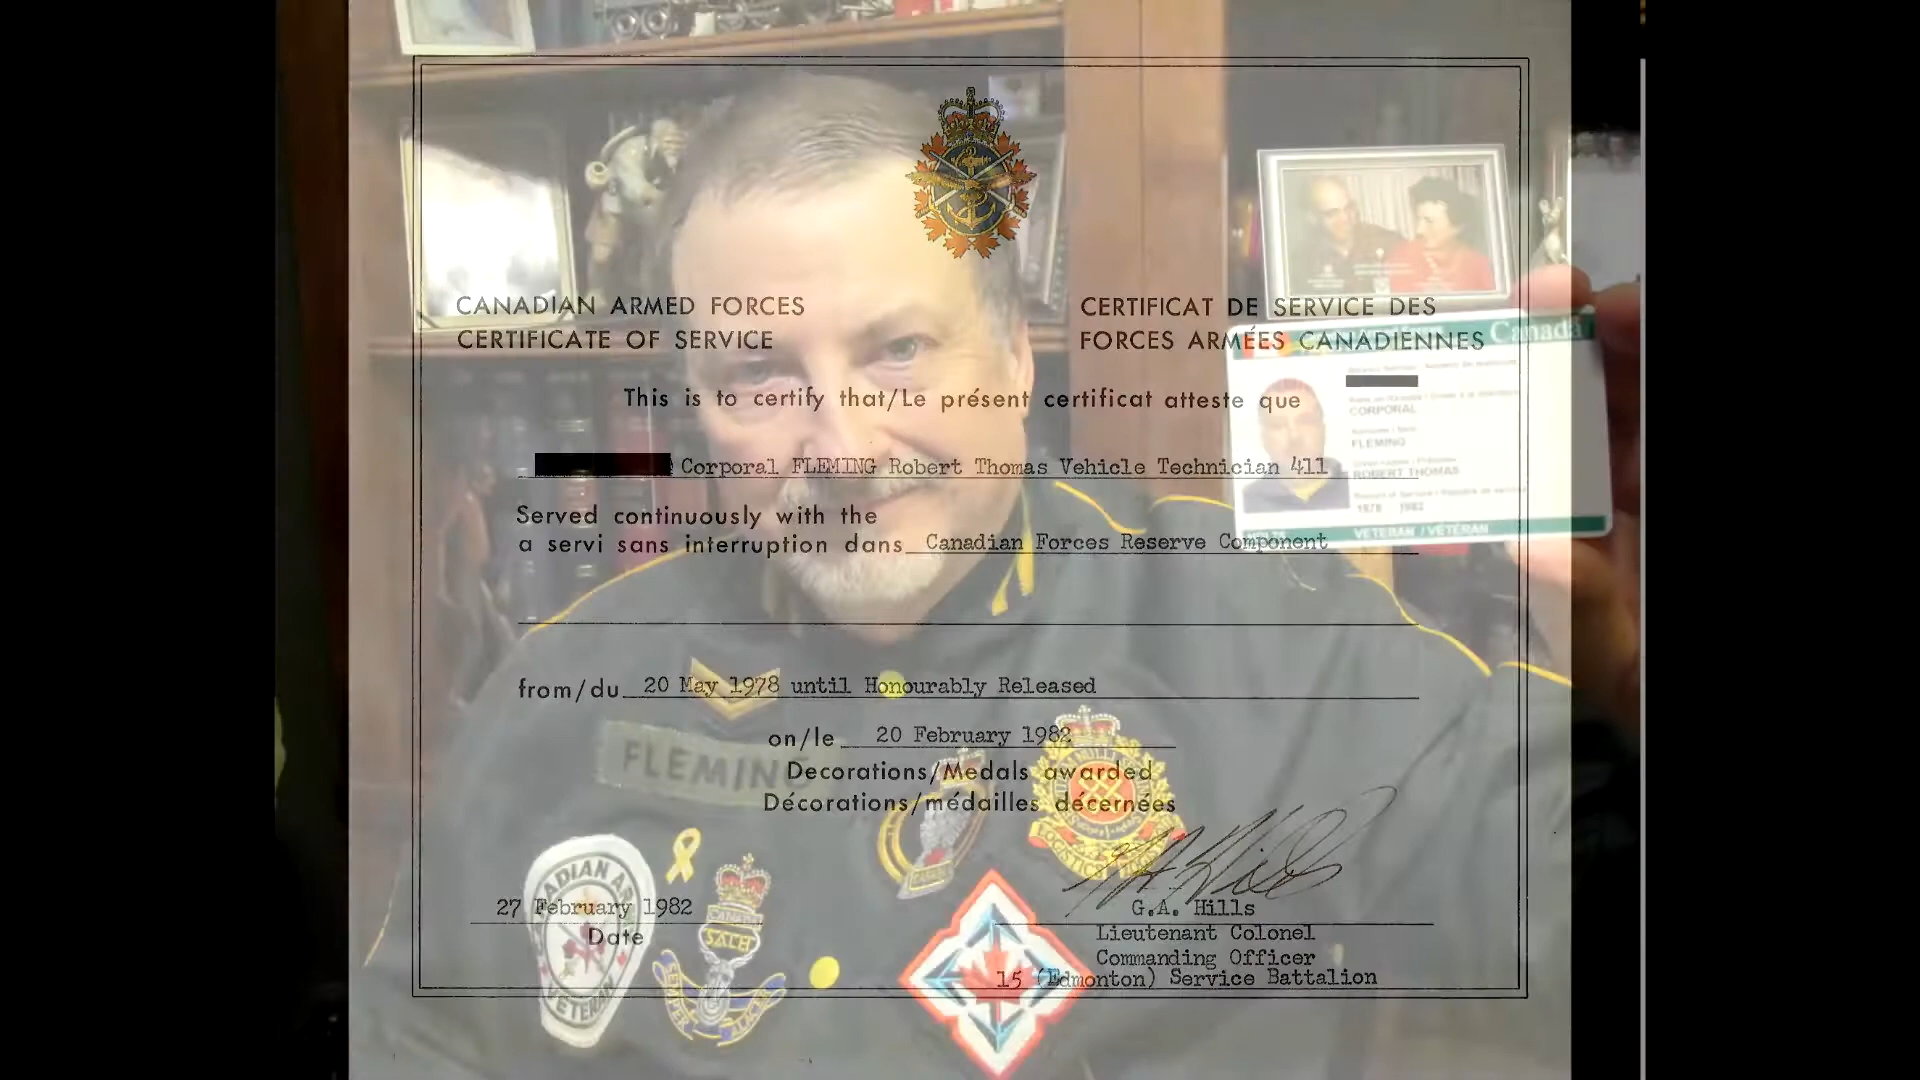 CANADIAN ARMED FORCES
CERTIFICATE OF SERVICE
CERTIFICAT DE SERVICE DES
FORCES ARMÉES CANADIENNES
This is to certify that/Le présent certificat atteste que
Corporal FLEMING Robert Thomas Vehicle Technician 411
Served continuously with the
a servi sans interruption dans Canadian Forces Reserve Component
from/du 20 May 1978 until Honourably Released
on/le 20 February 1982
Decorations/Medals awarded
Décorations/médailles décernées
27 February 1982
Date
G.A. Hills
Lieutenant Colonel
Commanding Officer
15 (Edmonton) Service Battalion
Canada
CORPORAL
FLEMING
ROBERT THOMAS
1978 1982
VETERAN / VÉTÉRAN
FLEMING
VETERAN
CANADA
SALH